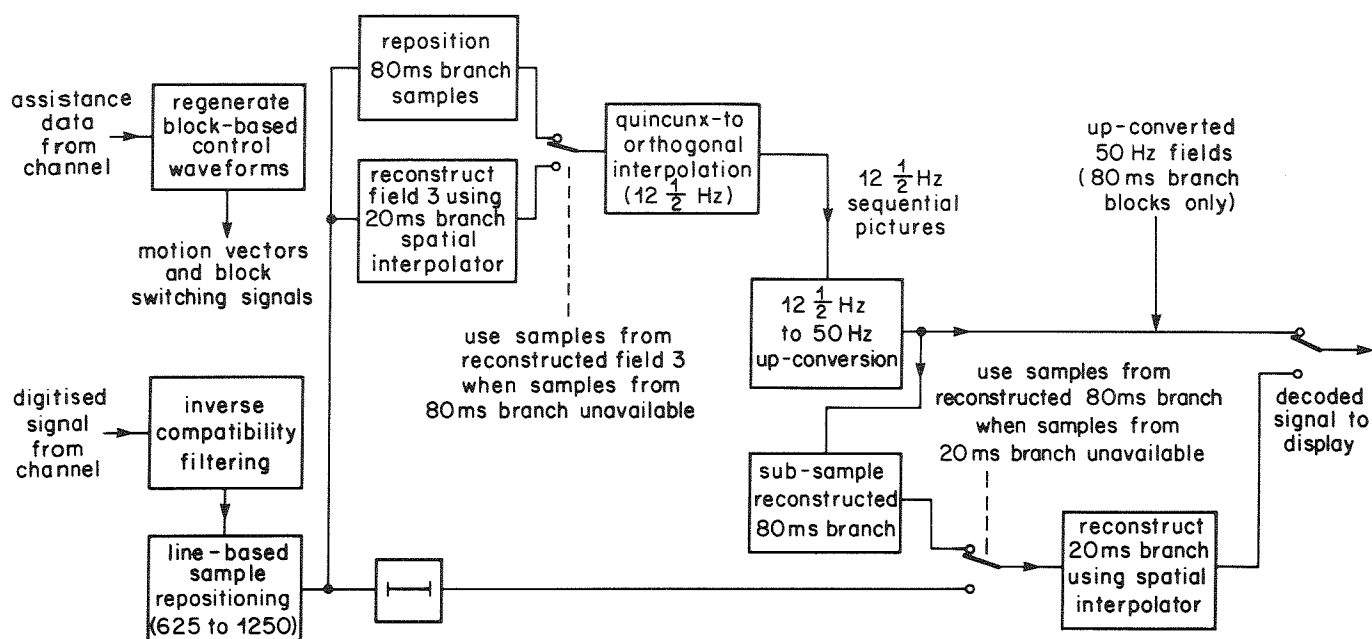 assistance
data
from
channel
regenerate
block-based
control
waveforms
motion vectors
and block
switching signals
digitised
signal
from
channel
inverse
compatibility
filtering
line-based
sample
repositioning
(625 to 1250)
reposition
80ms branch
samples
reconstruct
field 3 using
20ms branch
spatial
interpolator
use samples from
reconstructed field 3
when samples from
80ms branch unavailable
quincunx-to
orthogonal
interpolation
(12 1/2 Hz)
12 1/2 Hz
sequential
pictures
12 1/2 Hz
to 50 Hz
up-conversion
up-converted
50 Hz fields
(80ms branch
blocks only)
sub-sample
reconstructed
80ms branch
use samples from
reconstructed 80ms branch
when samples from
20ms branch unavailable
reconstruct
20ms branch
using spatial
interpolator
decoded
signal to
display